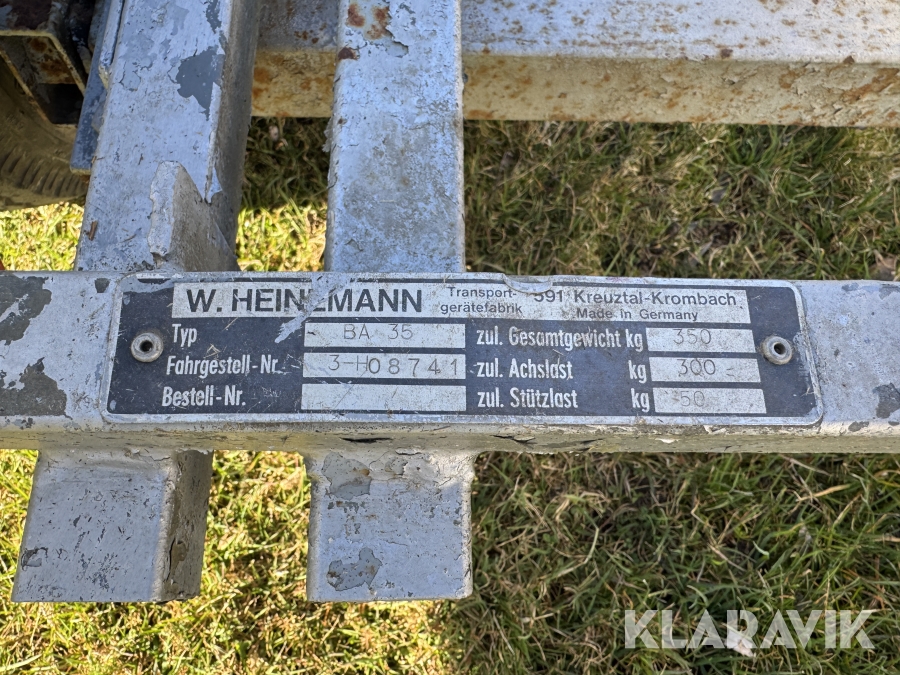 W. HEINEMANN Transport- 591 Kreuztal-Krombach
gerätefabrik Made in Germany
Typ BA 35 zul. Gesamtgewicht kg 350
Fahrgestell-Nr. 3-H08741 zul. Achslast kg 300
Bestell-Nr. zul. Stützlast kg 50
KLARAVIK